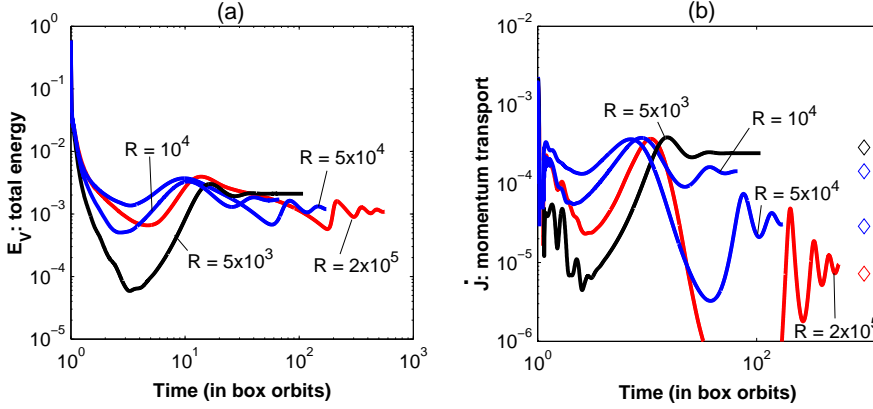 (a)
10^0
10^-1
10^-2
10^-3
10^-4
10^-5
10^0
10^1
10^2
10^3
E_V: total energy
Time (in box orbits)
R = 10^4
R = 5x10^4
R = 5x10^3
R = 2x10^5
(b)
10^-2
10^-3
10^-4
10^-5
10^-6
10^0
10^2
J̇: momentum transport
Time (in box orbits)
R = 5x10^3
R = 10^4
R = 5x10^4
R = 2x10^5